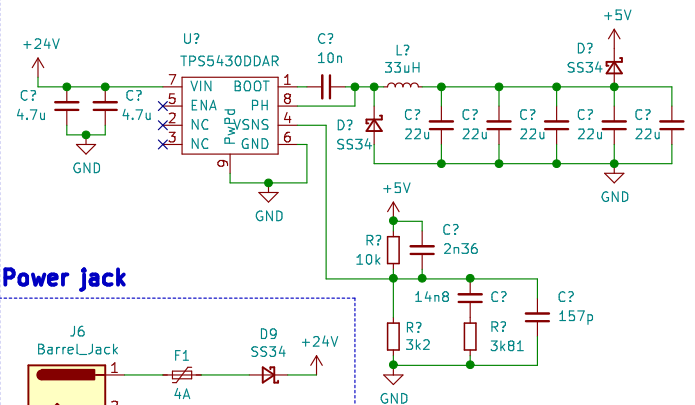 +24V
C?
4.7u
C?
4.7u
GND
U?
TPS5430DDAR
7
VIN
BOOT
1
5
ENA
PH
8
2
NC
VSNS
4
3
NC
GND
6
PwPd
9
GND
C?
10n
L?
33uH
D?
SS34
+5V
D?
SS34
C?
22u
C?
22u
C?
22u
C?
22u
22u
GND
+5V
R?
10k
C?
2n36
14n8
C?
C?
157p
R?
3k2
R?
3k81
GND
Power jack
J6
Barrel_Jack
1
F1
4A
D9
SS34
+24V